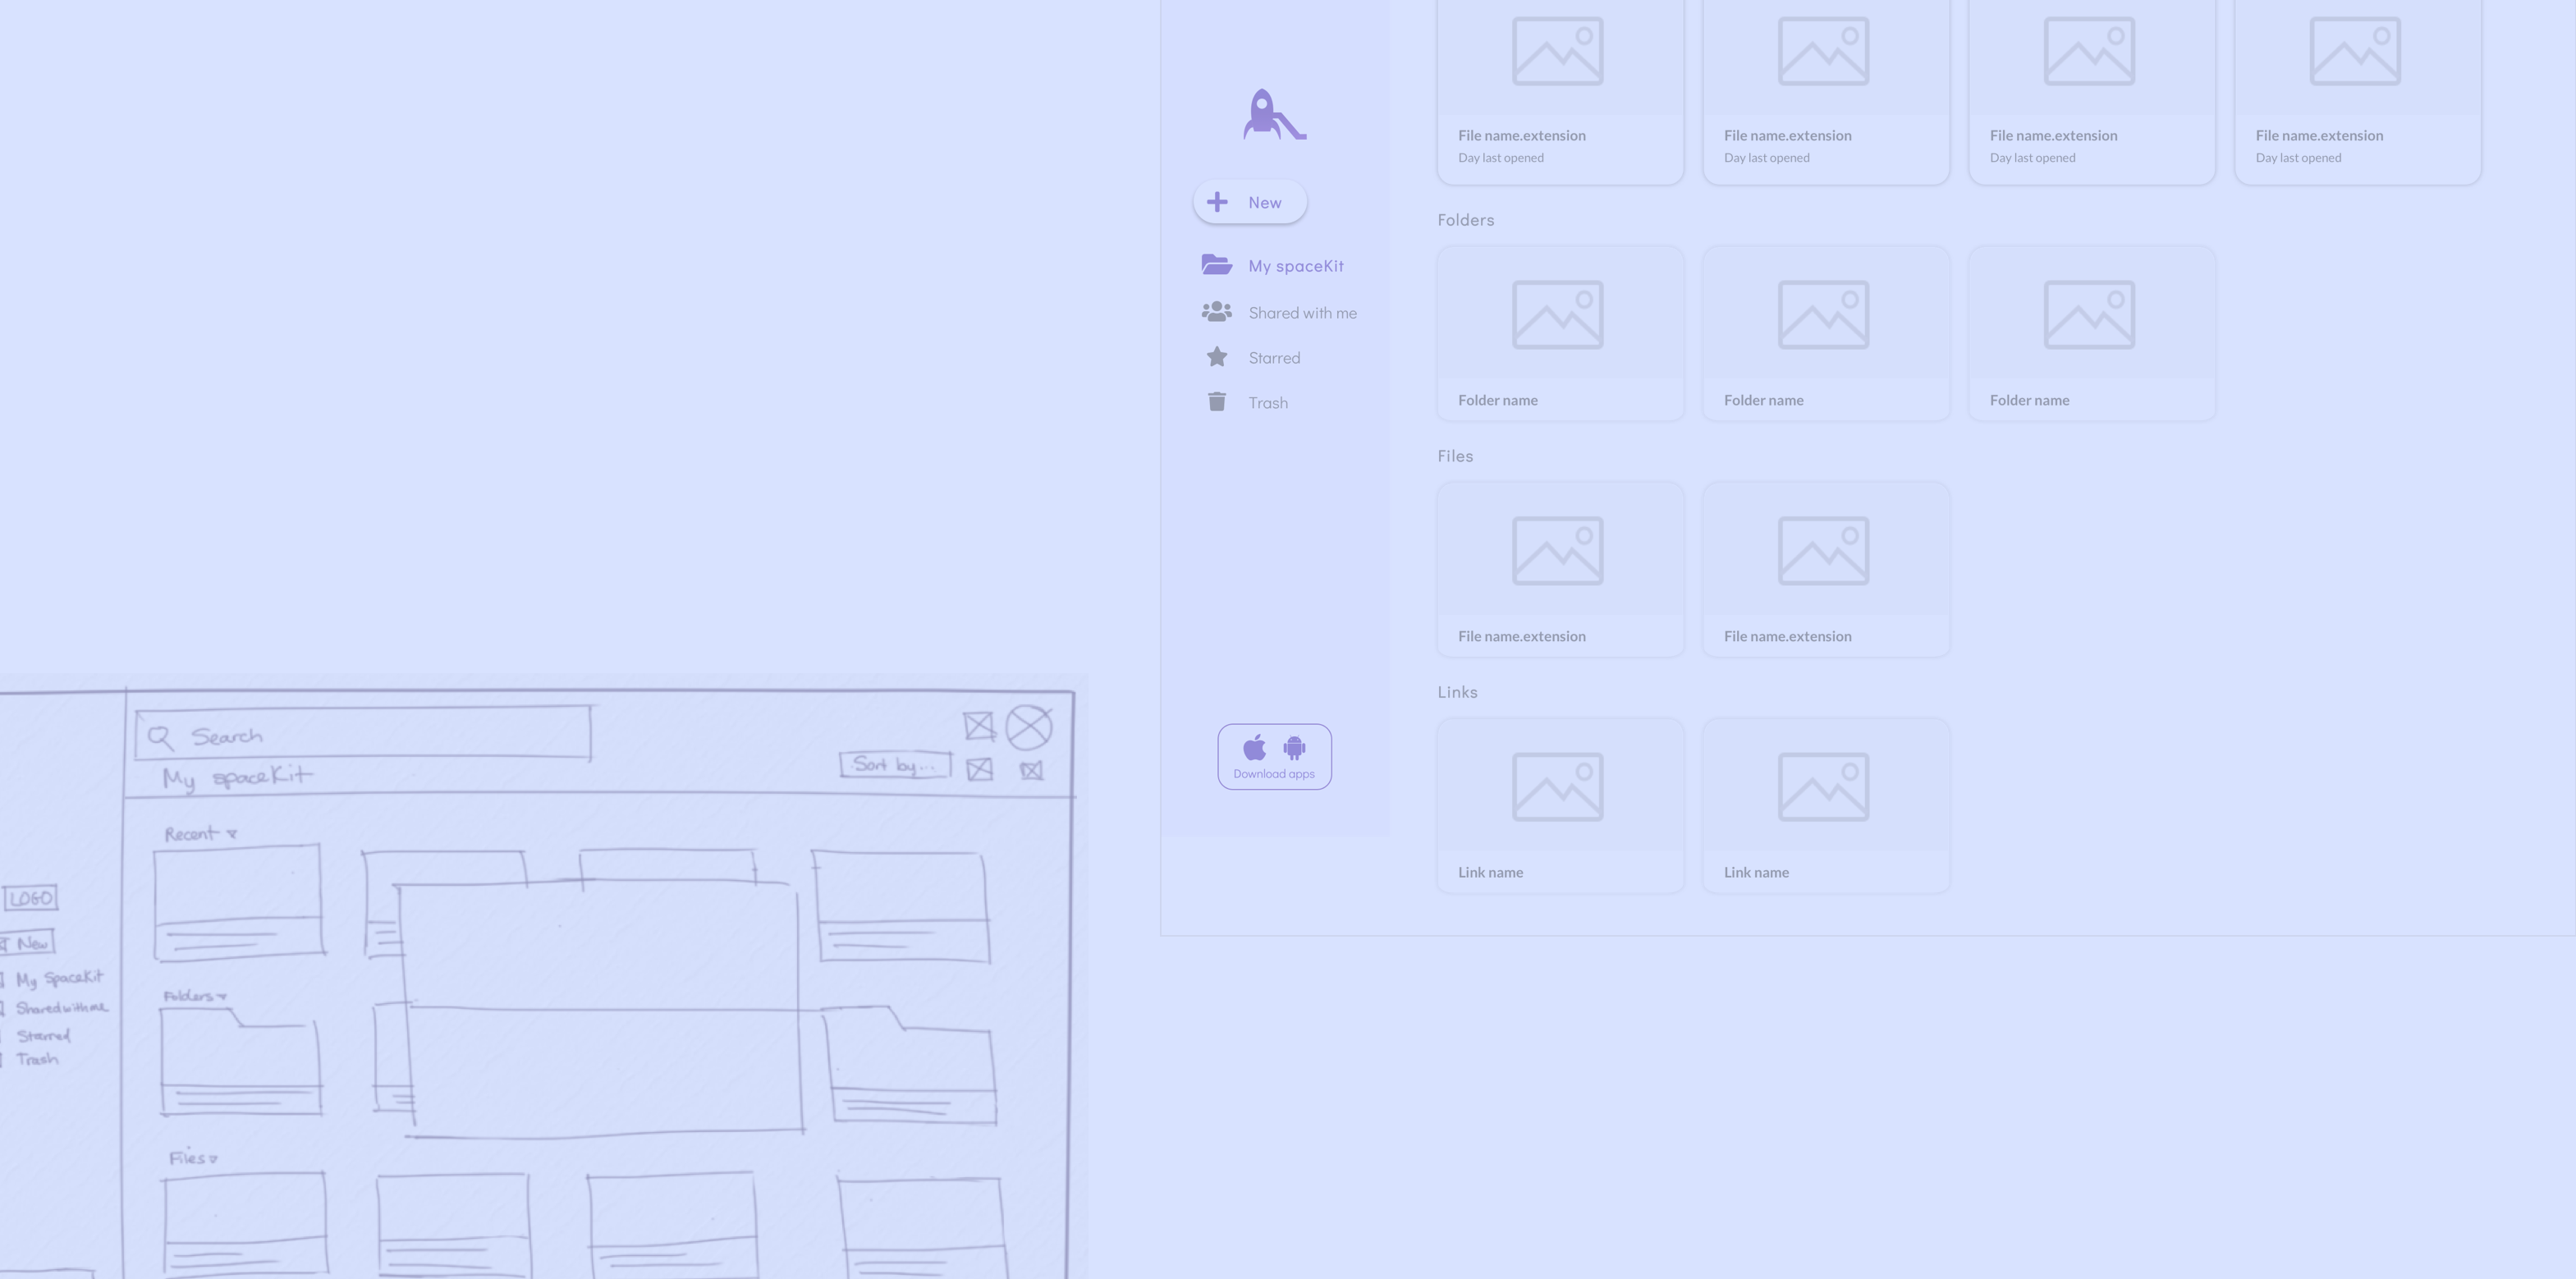 File name.extension
Day last opened
File name.extension
Day last opened
File name.extension
Day last opened
File name.extension
Day last opened
New
My spaceKit
Shared with me
Starred
Trash
Folders
Folder name
Folder name
Folder name
Files
File name.extension
File name.extension
Links
Link name
Link name
Download apps
Search
My spaceKit
Sort by...
Recent
LOGO
New
My SpaceKit
Shared with me
Starred
Trash
Folders
Files